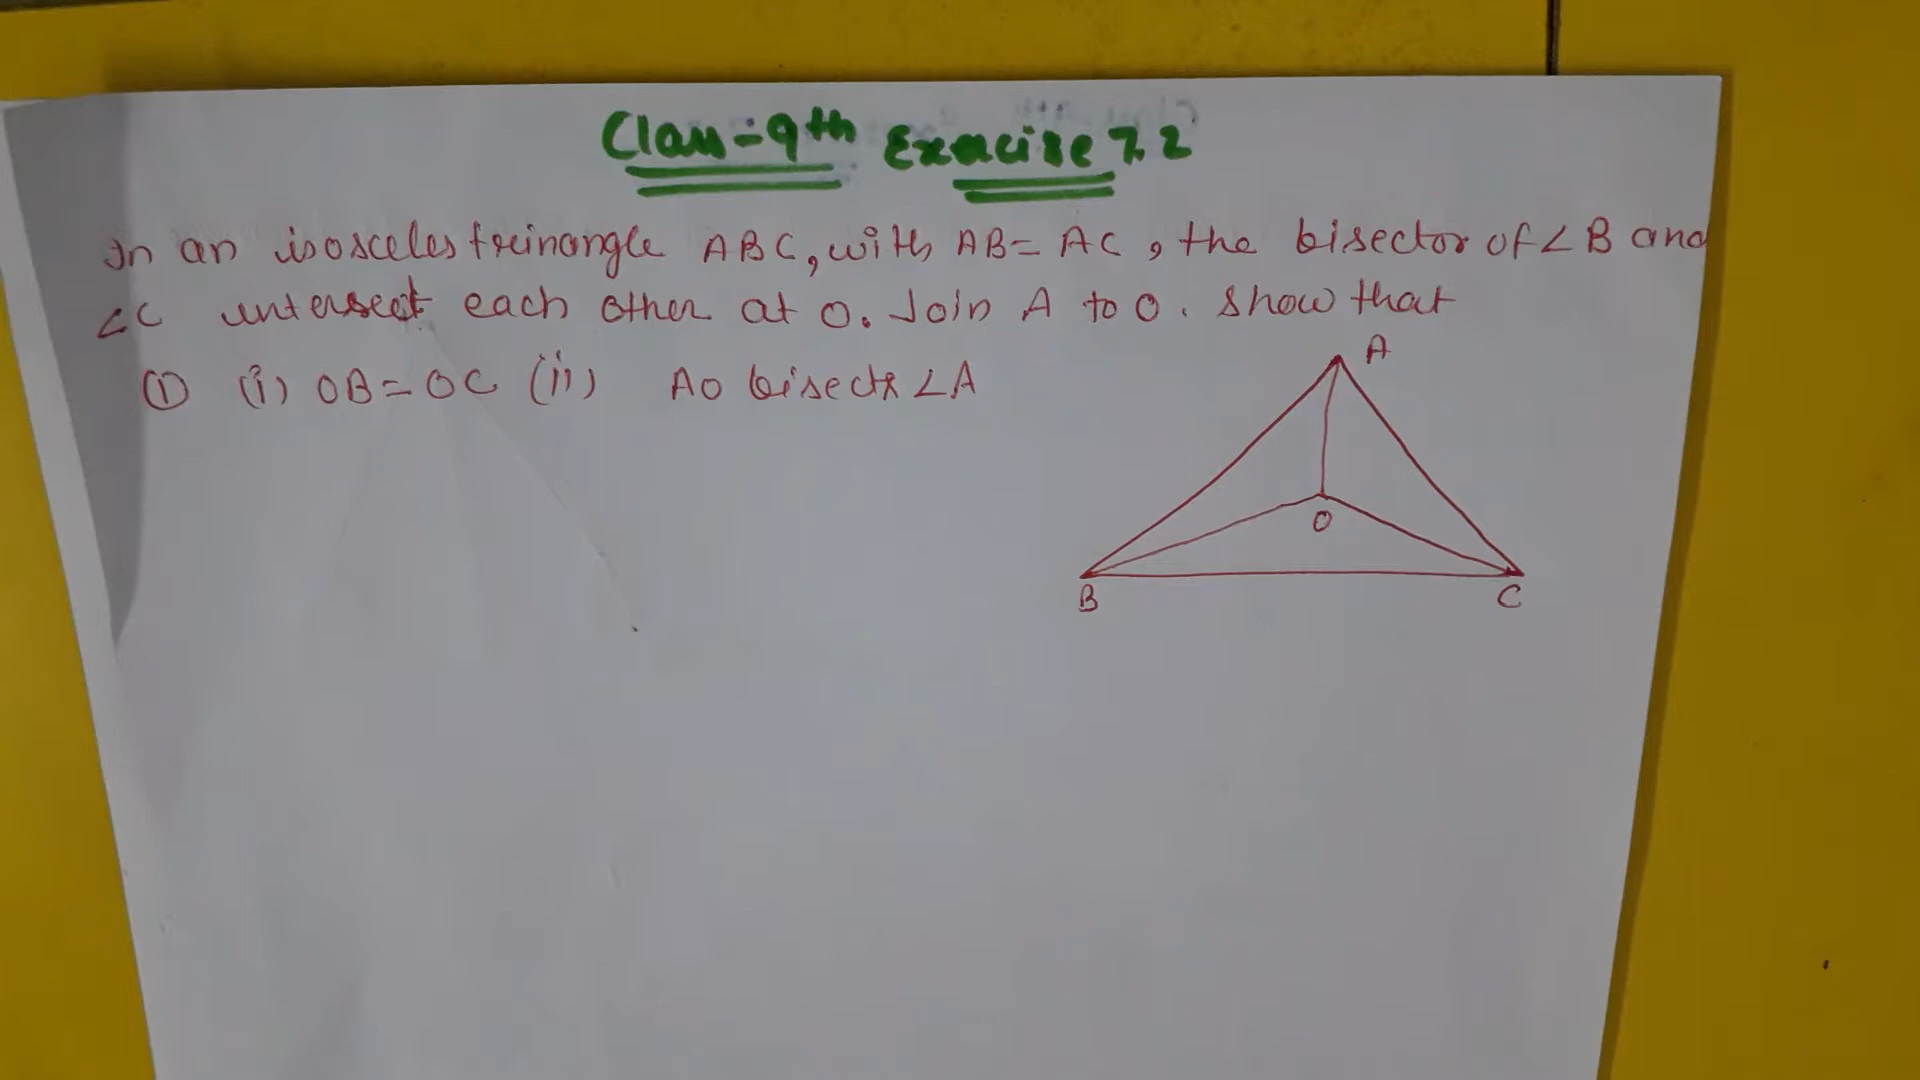 Class-9th Exercise 7.2
In an isosceles treinangle ABC, with AB = AC, the bisector of ∠B and
∠C intersect each other at O. Join A to O. Show that
① (i) OB = OC (ii) AO bisects ∠A
A
O
B C